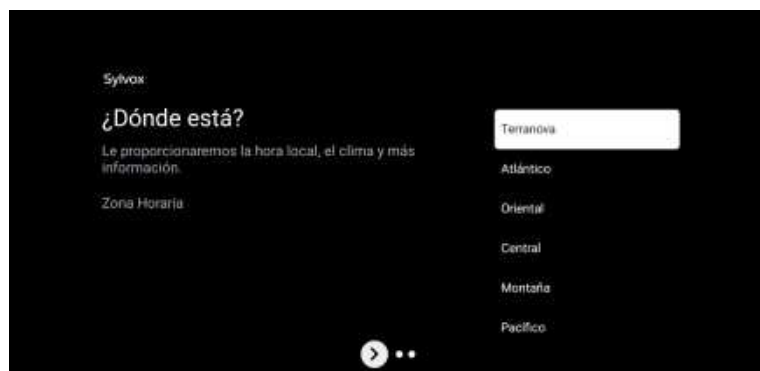 Sylvox
¿Dónde está?
Le proporcionaremos la hora local, el clima y más
información.
Zona Horaria
Terranova
Atlántico
Oriental
Central
Montaña
Pacífico